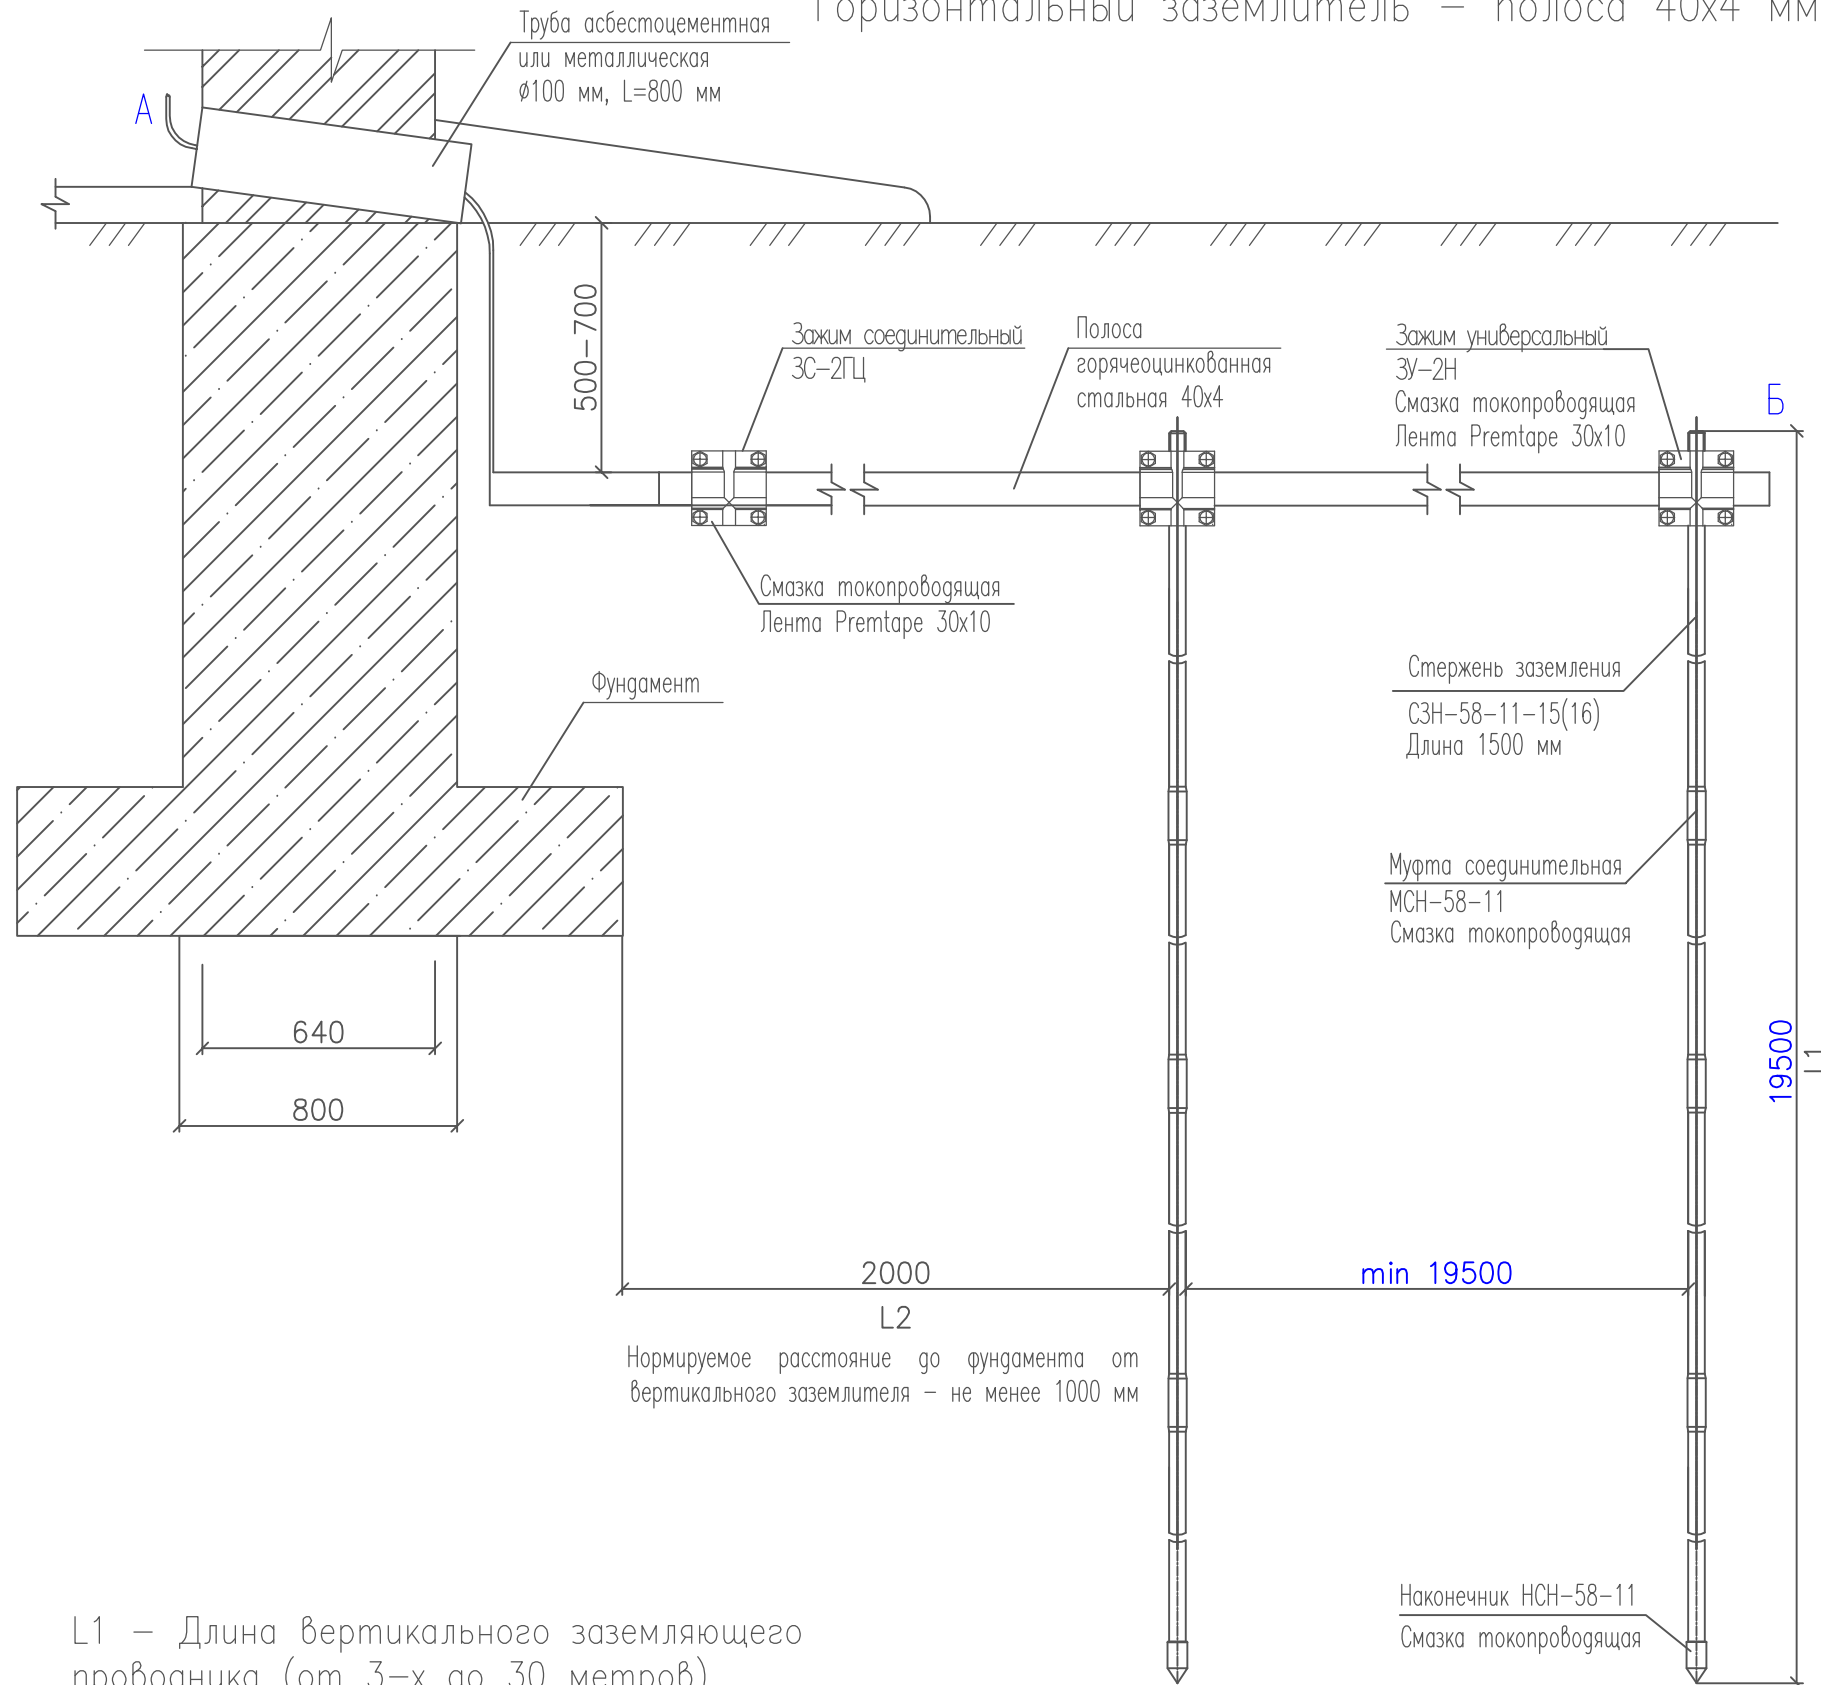 Горизонтальный заземлитель – полоса 40х4 мм
Труба асбестоцементная
или металлическая
ø100 мм, L=800 мм
А
500–700
Зажим соединительный
ЗС–2ГЦ
Полоса
горячеоцинкованная
стальная 40х4
Зажим универсальный
ЗУ–2Н
Смазка токопроводящая
Лента Premtape 30х10
Б
Смазка токопроводящая
Лента Premtape 30х10
Фундамент
Стержень заземления
СЗН–58–11–15(16)
Длина 1500 мм
Муфта соединительная
МСН–58–11
Смазка токопроводящая
640
800
19500
L1
2000
L2
min 19500
Нормируемое расстояние до фундамента от
вертикального заземлителя – не менее 1000 мм
Наконечник НСН–58–11
Смазка токопроводящая
L1 – Длина вертикального заземляющего
проводника (от 3–х до 30 метров)